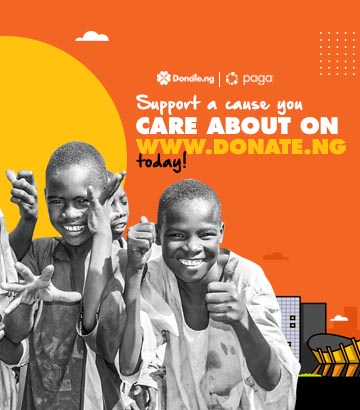 Donate.ng | paga
Support a cause you
CARE ABOUT ON
WWW.DONATE.NG
today!